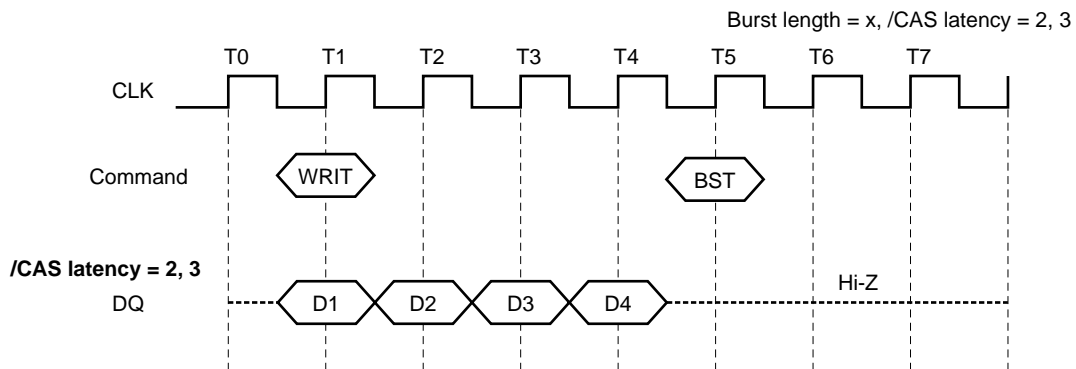 Burst length = x, /CAS latency = 2, 3
T0 T1 T2 T3 T4 T5 T6 T7
CLK
Command WRIT BST
/CAS latency = 2, 3
Hi-Z
DQ D1 D2 D3 D4